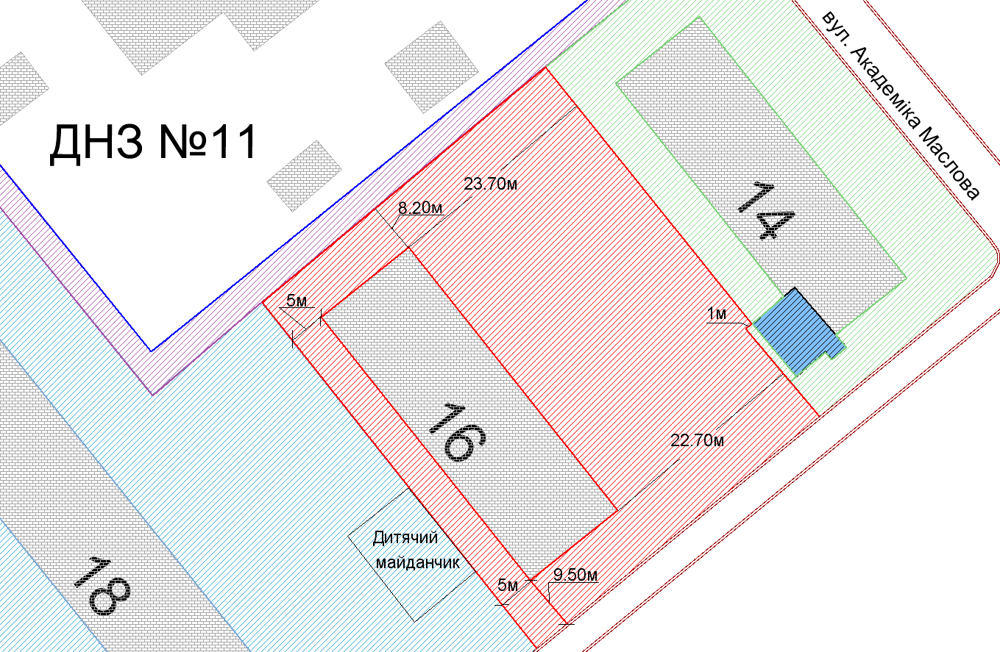 вул. Академіка Маслова
ДНЗ №11
23.70м
8.20м
14
5м
1м
16
22.70м
Дитячий
майданчик
18
5м
9.50м